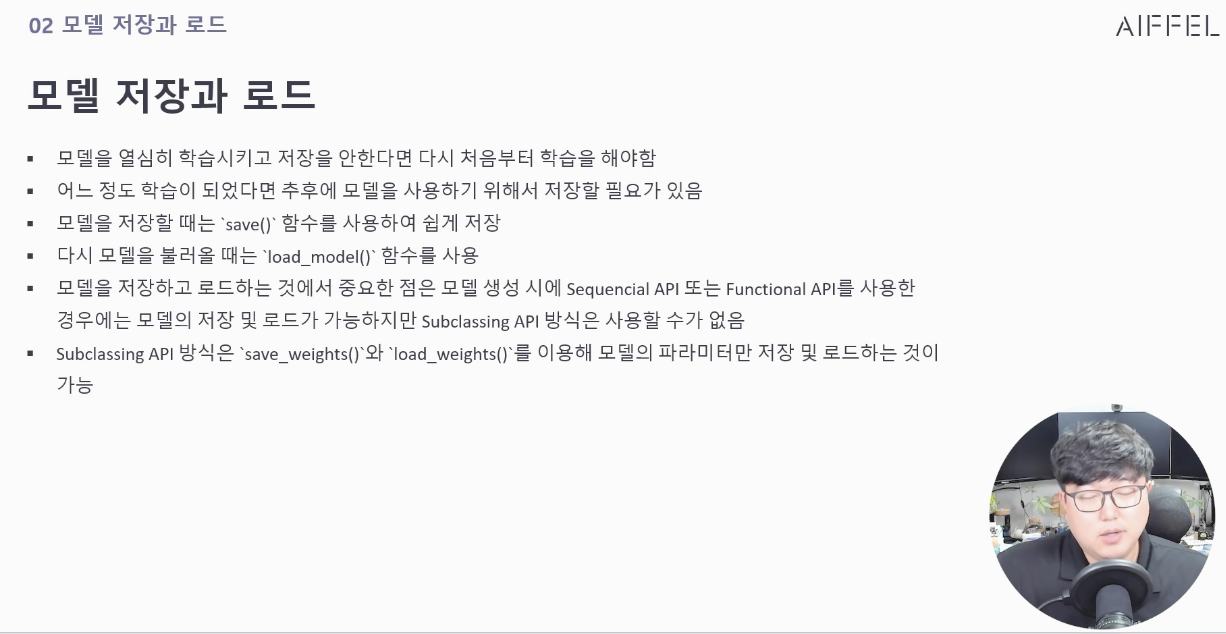 02 모델 저장과 로드
AIFFEL
모델 저장과 로드
▪ 모델을 열심히 학습시키고 저장을 안한다면 다시 처음부터 학습을 해야함
▪ 어느 정도 학습이 되었다면 추후에 모델을 사용하기 위해서 저장할 필요가 있음
▪ 모델을 저장할 때는 `save()` 함수를 사용하여 쉽게 저장
▪ 다시 모델을 불러올 때는 `load_model()` 함수를 사용
▪ 모델을 저장하고 로드하는 것에서 중요한 점은 모델 생성 시에 Sequencial API 또는 Functional API를 사용한
경우에는 모델의 저장 및 로드가 가능하지만 Subclassing API 방식은 사용할 수가 없음
▪ Subclassing API 방식은 `save_weights()`와 `load_weights()`를 이용해 모델의 파라미터만 저장 및 로드하는 것이
가능